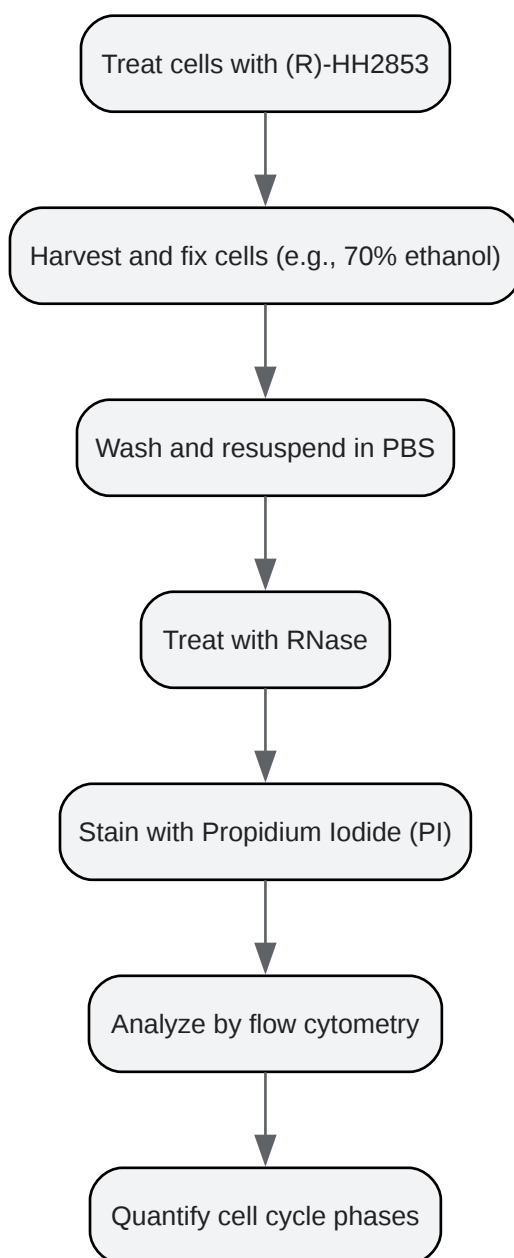 Treat cells with (R)-HH2853
Harvest and fix cells (e.g., 70% ethanol)
Wash and resuspend in PBS
Treat with RNase
Stain with Propidium Iodide (PI)
Analyze by flow cytometry
Quantify cell cycle phases